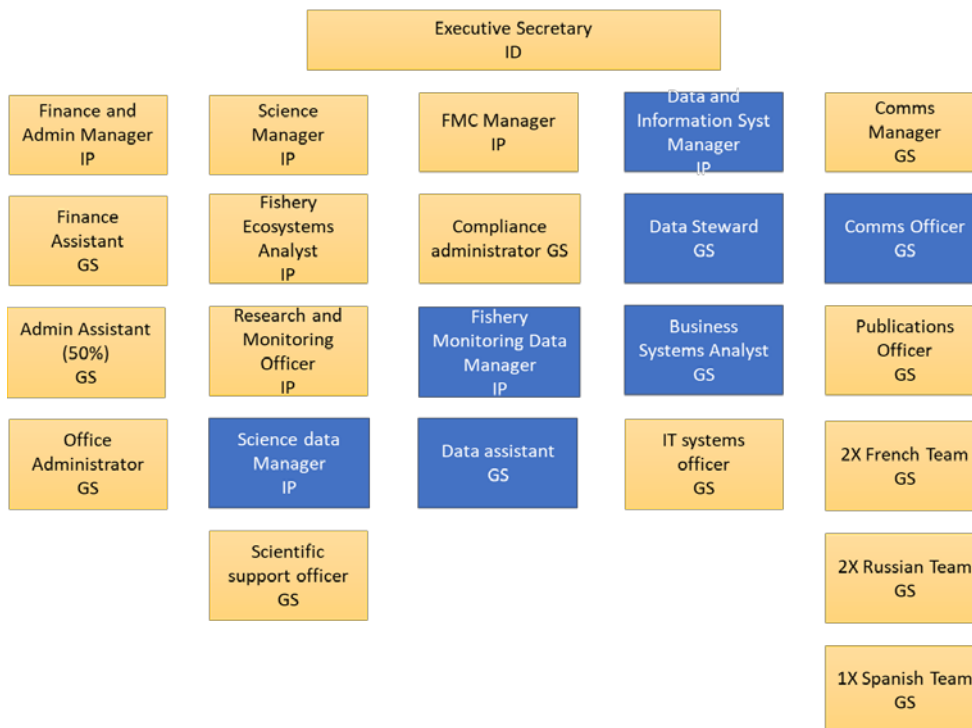 Executive Secretary
ID
Finance and
Admin Manager
IP
Science
Manager
IP
FMC Manager
IP
Data and
Information Syst
Manager
IP
Comms
Manager
GS
Finance
Assistant
GS
Fishery
Ecosystems
Analyst
IP
Compliance
administrator GS
Data Steward
GS
Comms Officer
GS
Admin Assistant
(50%)
GS
Research and
Monitoring
Officer
IP
Fishery
Monitoring Data
Manager
IP
Business
Systems Analyst
GS
Publications
Officer
GS
Office
Administrator
GS
Science data
Manager
IP
Data assistant
GS
IT systems
officer
GS
2X French Team
GS
Scientific
support officer
GS
2X Russian Team
GS
1X Spanish Team
GS